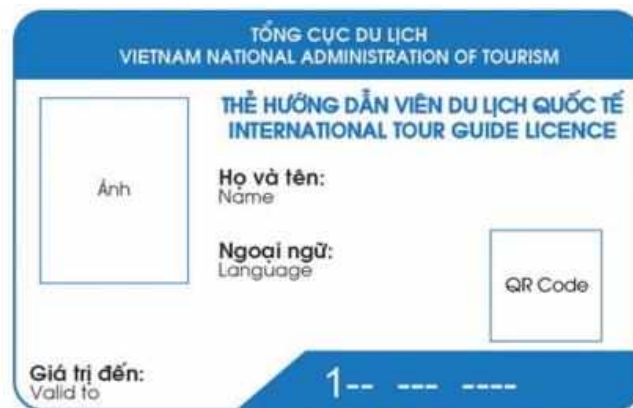 TỔNG CỤC DU LỊCH
VIETNAM NATIONAL ADMINISTRATION OF TOURISM
THẺ HƯỚNG DẪN VIÊN DU LỊCH QUỐC TẾ
INTERNATIONAL TOUR GUIDE LICENCE
Ảnh
Họ và tên:
Name
Ngoại ngữ:
Language
QR Code
Giá trị đến:
Valid to
1-- --- ----